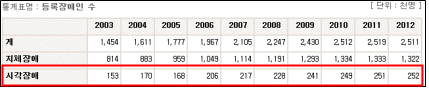 통계표명 : 등록장애인 수
[ 단위 : 천명 ]
2003 2004 2005 2006 2007 2008 2009 2010 2011 2012
계 1,454 1,611 1,777 1,967 2,105 2,247 2,430 2,512 2,519 2,511
지체장애 814 883 959 1,049 1,114 1,191 1,293 1,334 1,333 1,322
시각장애 153 170 168 206 217 228 241 249 251 252